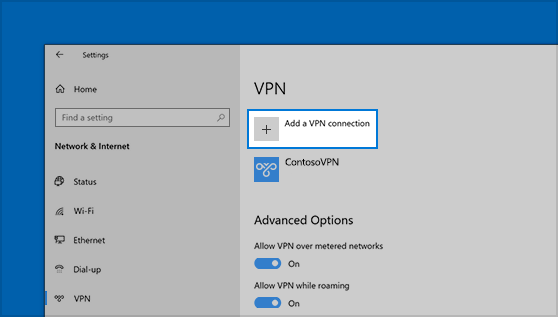 Settings
Home
Find a setting
Network & Internet
Status
Wi-Fi
Ethernet
Dial-up
VPN
VPN
Add a VPN connection
ContosoVPN
Advanced Options
Allow VPN over metered networks
On
Allow VPN while roaming
On